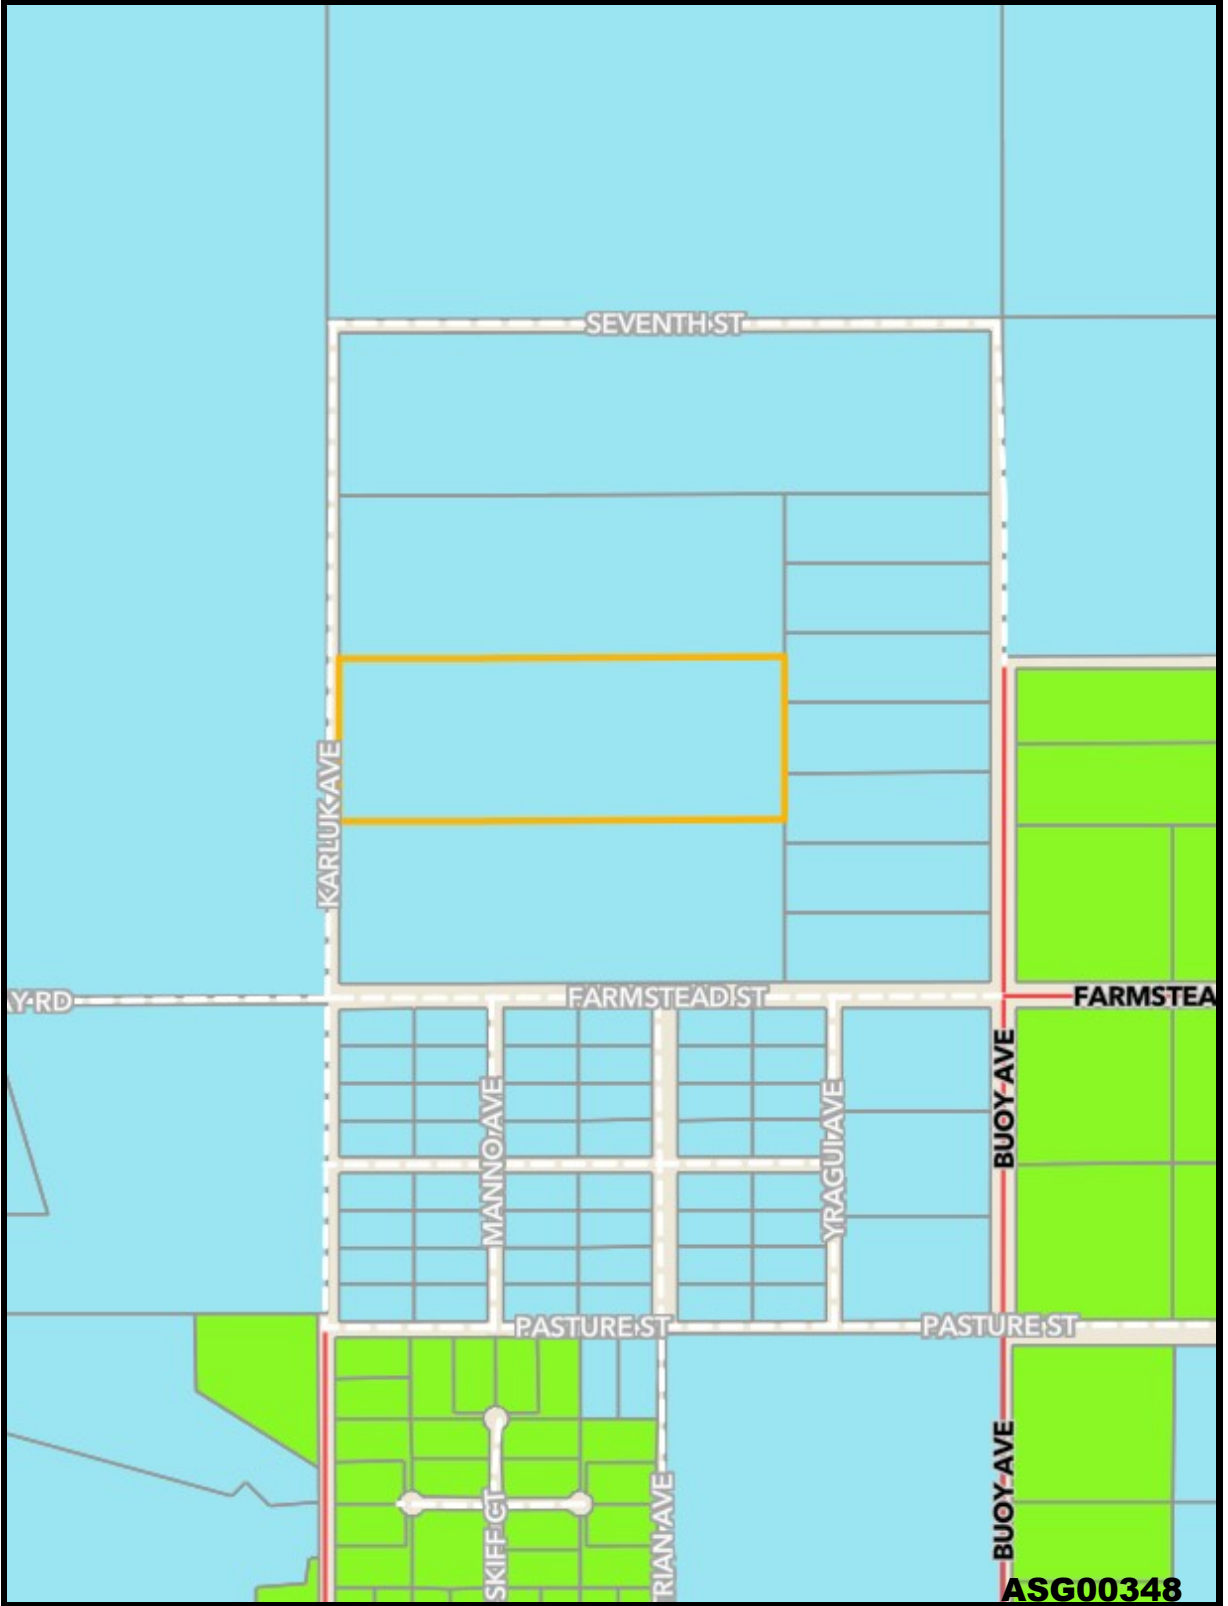 SEVENTH ST
KARLUK AVE
Y RD
FARMSTEAD ST
FARMSTEA
BUOY AVE
MANNO AVE
YRAGUI AVE
PASTURE ST
PASTURE ST
BUOY AVE
SKIFF CT
RIAN AVE
ASG00348